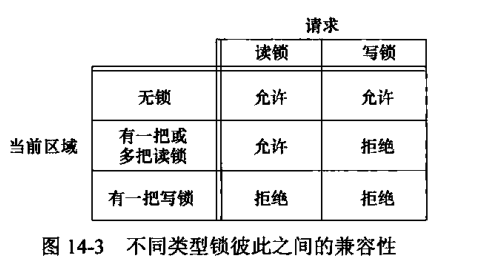 请求
读锁 写锁
无锁 允许 允许
当前区域 有一把或
多把读锁 允许 拒绝
有一把写锁 拒绝 拒绝
图 14-3 不同类型锁彼此之间的兼容性